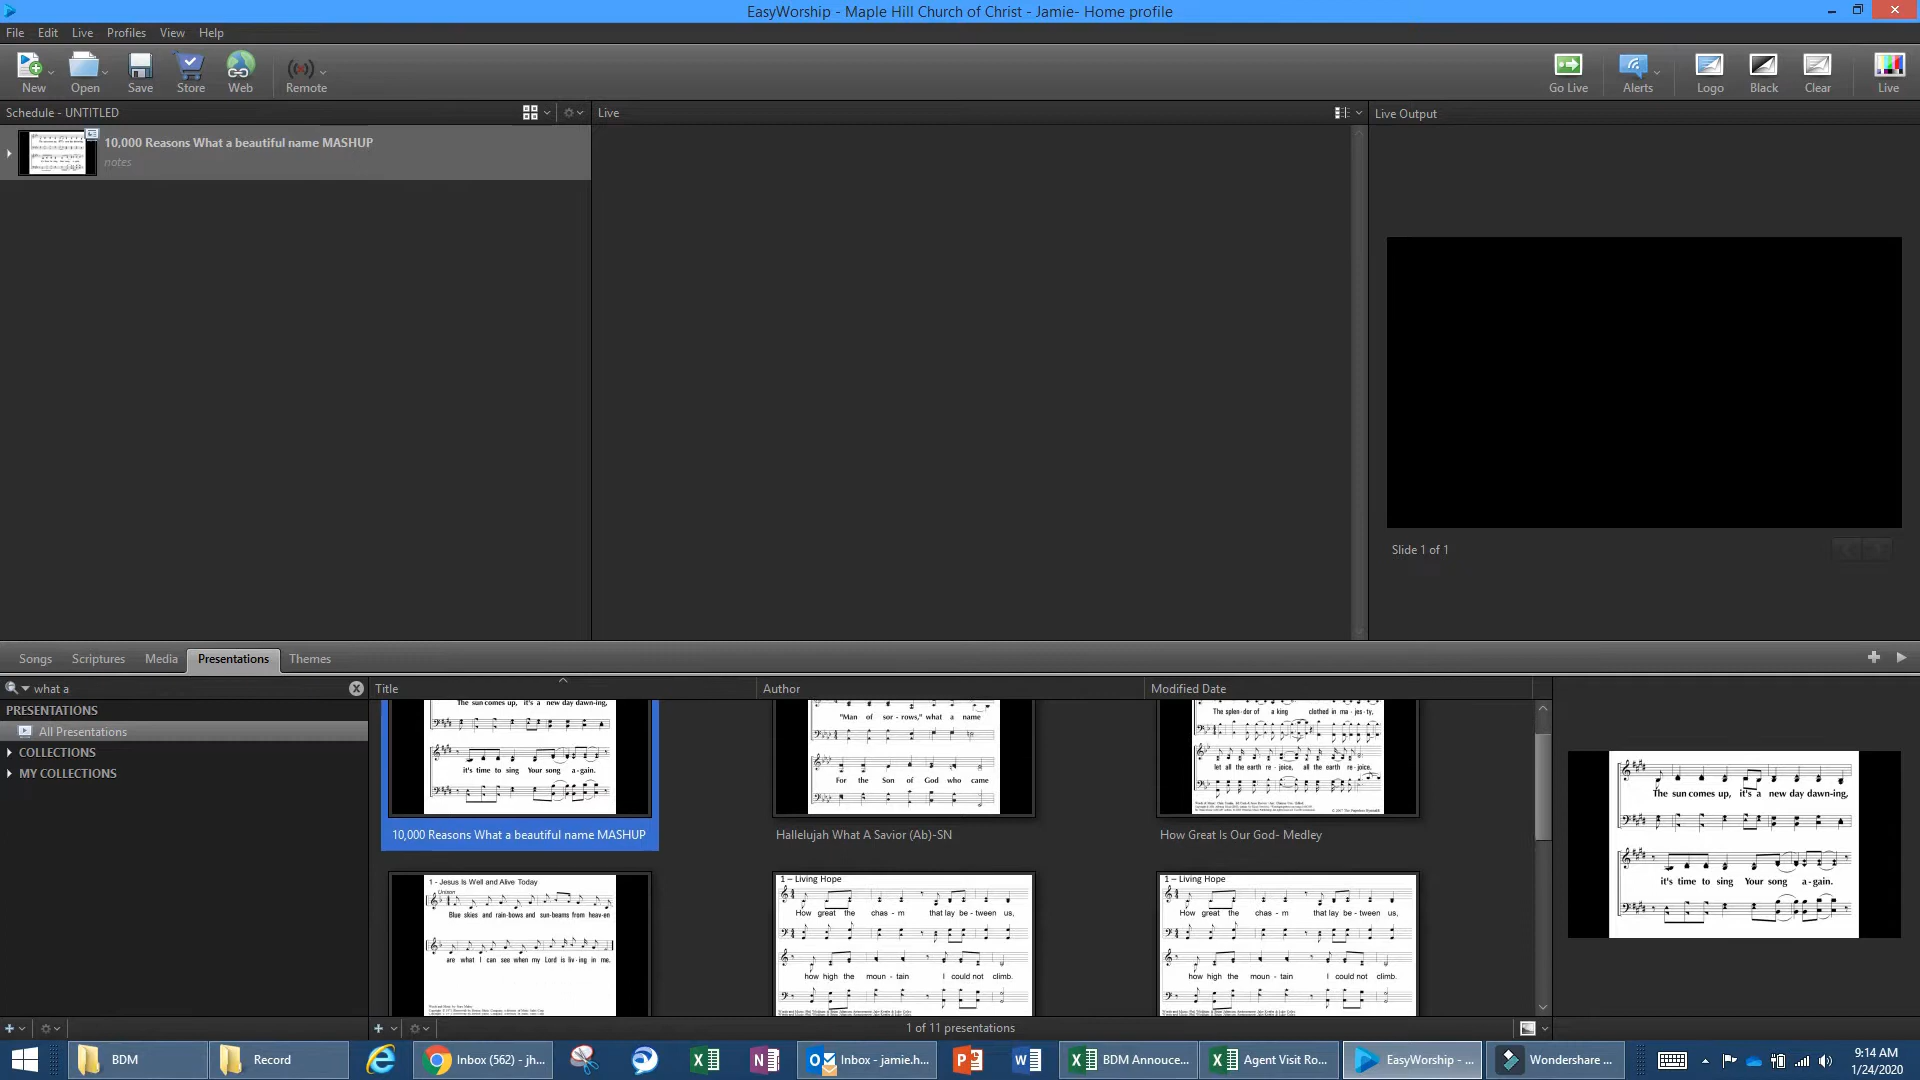 EasyWorship - Maple Hill Church of Christ - Jamie- Home profile
File Edit Live Profiles View Help
New Open Save Store Web Remote Go Live Alerts Logo Black Clear Live
Schedule - UNTITLED
Live
Live Output
10,000 Reasons What a beautiful name MASHUP
notes
Slide 1 of 1
Songs Scriptures Media Presentations Themes
what a
Title Author Modified Date
PRESENTATIONS
All Presentations
COLLECTIONS
MY COLLECTIONS
The sun comes up, it's a new day dawn-ing,
it's time to sing Your song a-gain.
10,000 Reasons What a beautiful name MASHUP
"Man of sor-rows," what a name
For the Son of God who came
Hallelujah What A Savior (Ab)-SN
The splen-dor of a king clothed in ma-jes-ty,
let all the earth re-joice, all the earth re-joice.
How Great Is Our God- Medley
1 - Jesus Is Well and Alive Today
Unison
Blue skies and rain-bows and sun-beams from heav-en
are what I can see when my Lord is liv-ing in me.
1 – Living Hope
How great the chas - m that lay be - tween us,
how high the moun - tain I could not climb.
1 – Living Hope
How great the chas - m that lay be - tween us,
how high the moun - tain I could not climb.
The sun comes up, it's a new day dawn-ing,
it's time to sing Your song a-gain.
1 of 11 presentations
BDM
Record
Inbox (562) - jh...
Inbox - jamie.h...
BDM Annouce...
Agent Visit Ro...
EasyWorship - ...
Wondershare ...
9:14 AM
1/24/2020